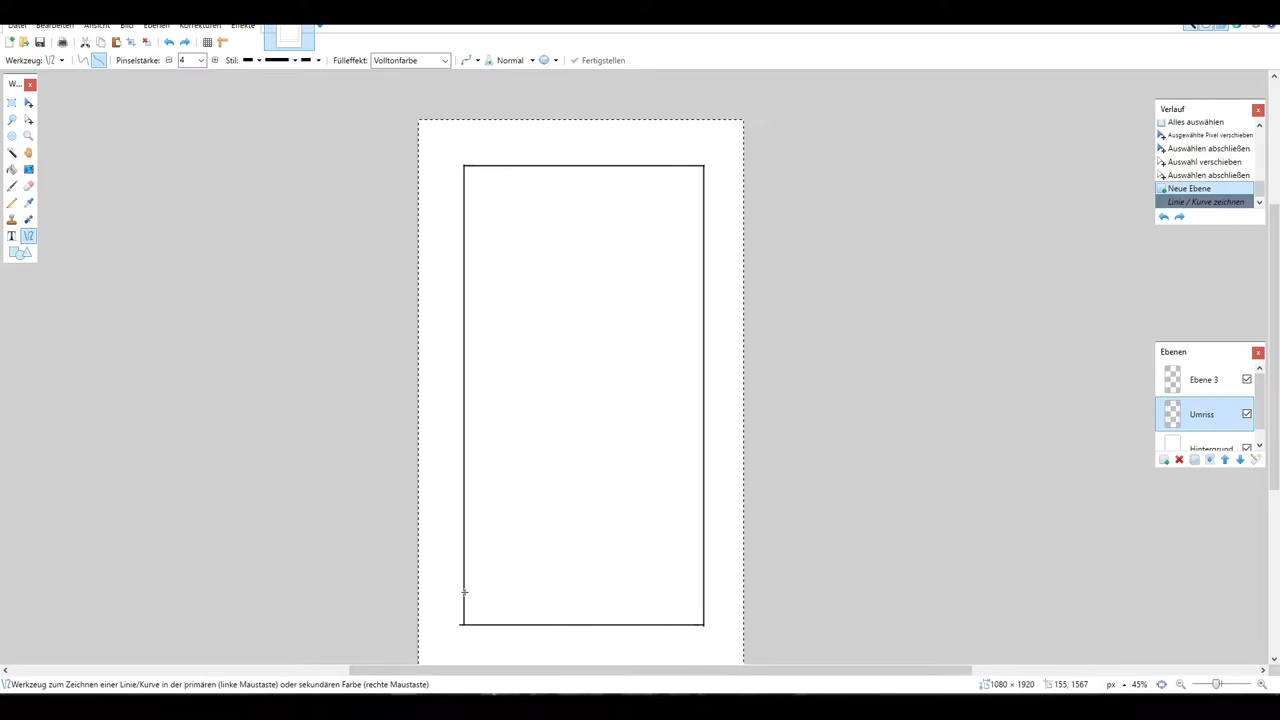 Datei Bearbeiten Ansicht Bild Ebenen Korrekturen Effekte
Werkzeug: Pinselstärke: 4 Stil: Fülleffekt: Volltonfarbe Normal Fertigstellen
W...
Verlauf
Alles auswählen
Ausgewählte Pixel verschieben
Auswählen abschließen
Auswahl verschieben
Auswählen abschließen
Neue Ebene
Linie / Kurve zeichnen
Ebenen
Ebene 3
Umriss
Hintergrund
Werkzeug zum Zeichnen einer Linie/Kurve in der primären (linke Maustaste) oder sekundären Farbe (rechte Maustaste) 1080 × 1920 155, 1567 px 45%